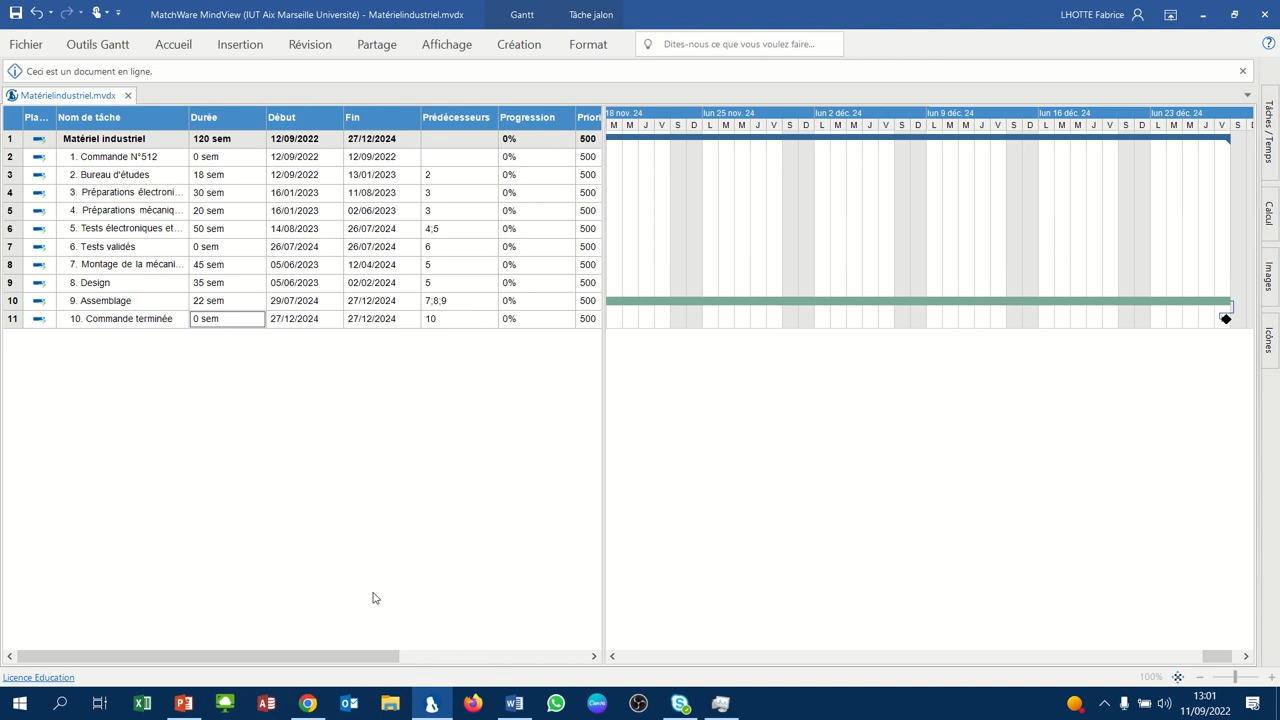 MatchWare MindView (IUT Aix Marseille Université) - Matérielindustriel.mvdx
Gantt
Tâche jalon
LHOTTE Fabrice
Fichier
Outils Gantt
Accueil
Insertion
Révision
Partage
Affichage
Création
Format
Dites-nous ce que vous voulez faire...
Ceci est un document en ligne.
Matérielindustriel.mvdx
Pla... Nom de tâche Durée Début Fin Prédécesseurs Progression Priori
1 Matériel industriel 120 sem 12/09/2022 27/12/2024 0% 500
2 1. Commande N°512 0 sem 12/09/2022 12/09/2022 0% 500
3 2. Bureau d'études 18 sem 12/09/2022 13/01/2023 2 0% 500
4 3. Préparations électroni... 30 sem 16/01/2023 11/08/2023 3 0% 500
5 4. Préparations mécaniq... 20 sem 16/01/2023 02/06/2023 3 0% 500
6 5. Tests électroniques et... 50 sem 14/08/2023 26/07/2024 4;5 0% 500
7 6. Tests validés 0 sem 26/07/2024 26/07/2024 6 0% 500
8 7. Montage de la mécani... 45 sem 05/06/2023 12/04/2024 5 0% 500
9 8. Design 35 sem 05/06/2023 02/02/2024 5 0% 500
10 9. Assemblage 22 sem 29/07/2024 27/12/2024 7;8;9 0% 500
11 10. Commande terminée 0 sem 27/12/2024 27/12/2024 10 0% 500
18 nov. 24 lun 25 nov. 24 lun 2 déc. 24 lun 9 déc. 24 lun 16 déc. 24 lun 23 déc. 24
M M J V S D L M M J V S D L M M J V S D L M M J V S D L M M J V S D L M M J V S
Tâches / Temps
Calcul
Images
Icônes
Licence Education
100%
13:01
11/09/2022